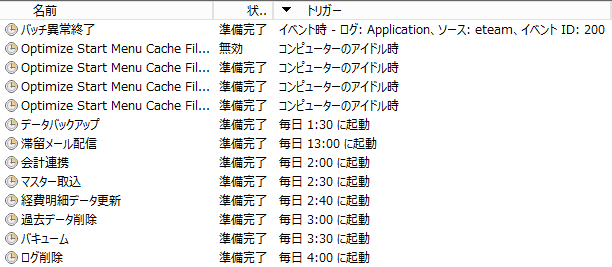 名前 状.. トリガー
バッチ異常終了 準備完了 イベント時 - ログ: Application、ソース: eteam、イベント ID: 200
Optimize Start Menu Cache Fil... 無効 コンピューターのアイドル時
Optimize Start Menu Cache Fil... 準備完了 コンピューターのアイドル時
Optimize Start Menu Cache Fil... 準備完了 コンピューターのアイドル時
Optimize Start Menu Cache Fil... 準備完了 コンピューターのアイドル時
データバックアップ 準備完了 毎日 1:30 に起動
滞留メール配信 準備完了 毎日 13:00 に起動
会計連携 準備完了 毎日 2:00 に起動
マスター取込 準備完了 毎日 2:30 に起動
経費明細データ更新 準備完了 毎日 2:40 に起動
過去データ削除 準備完了 毎日 3:00 に起動
バキューム 準備完了 毎日 3:30 に起動
ログ削除 準備完了 毎日 4:00 に起動